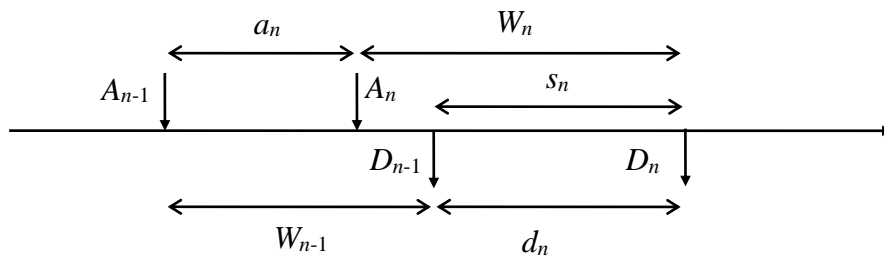 aₙ Wₙ
Aₙ₋₁ Aₙ sₙ
Dₙ₋₁ Dₙ
Wₙ₋₁ dₙ